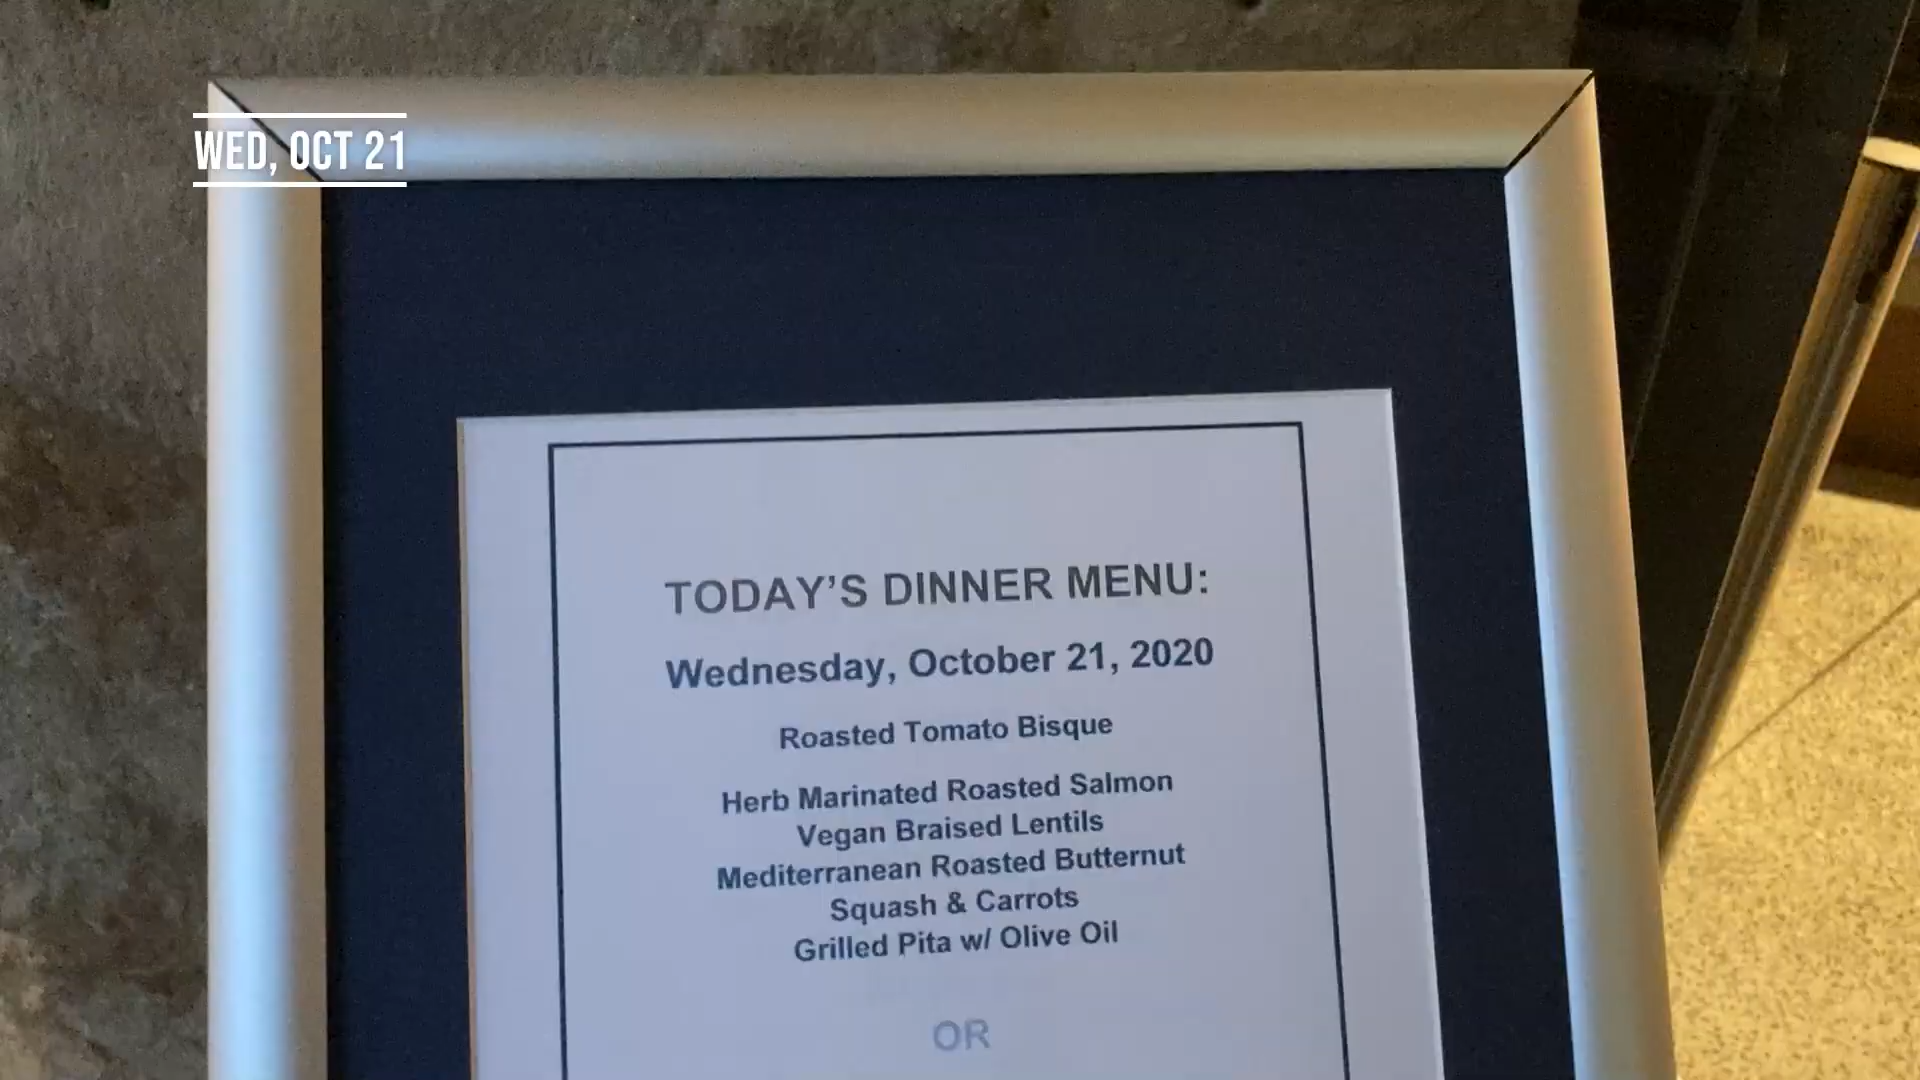 WED, OCT 21
TODAY'S DINNER MENU:
Wednesday, October 21, 2020
Roasted Tomato Bisque
Herb Marinated Roasted Salmon
Vegan Braised Lentils
Mediterranean Roasted Butternut
Squash & Carrots
Grilled Pita w/ Olive Oil
OR